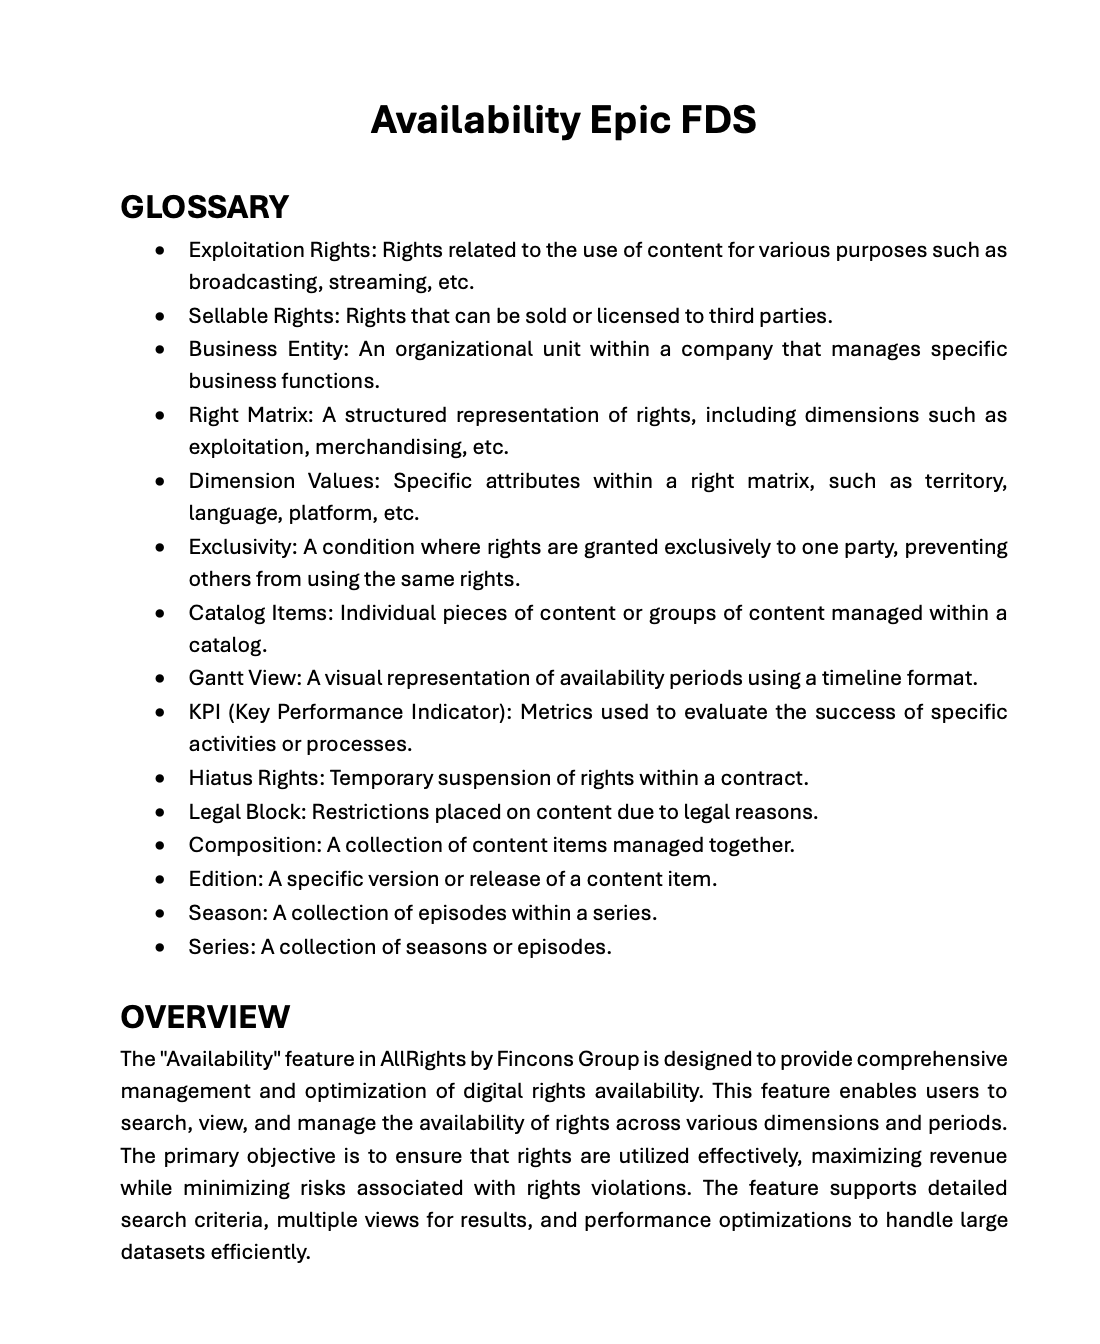 Availability Epic FDS
GLOSSARY
• Exploitation Rights: Rights related to the use of content for various purposes such as
broadcasting, streaming, etc.
• Sellable Rights: Rights that can be sold or licensed to third parties.
• Business Entity: An organizational unit within a company that manages specific
business functions.
• Right Matrix: A structured representation of rights, including dimensions such as
exploitation, merchandising, etc.
• Dimension Values: Specific attributes within a right matrix, such as territory,
language, platform, etc.
• Exclusivity: A condition where rights are granted exclusively to one party, preventing
others from using the same rights.
• Catalog Items: Individual pieces of content or groups of content managed within a
catalog.
• Gantt View: A visual representation of availability periods using a timeline format.
• KPI (Key Performance Indicator): Metrics used to evaluate the success of specific
activities or processes.
• Hiatus Rights: Temporary suspension of rights within a contract.
• Legal Block: Restrictions placed on content due to legal reasons.
• Composition: A collection of content items managed together.
• Edition: A specific version or release of a content item.
• Season: A collection of episodes within a series.
• Series: A collection of seasons or episodes.
OVERVIEW
The "Availability" feature in AllRights by Fincons Group is designed to provide comprehensive
management and optimization of digital rights availability. This feature enables users to
search, view, and manage the availability of rights across various dimensions and periods.
The primary objective is to ensure that rights are utilized effectively, maximizing revenue
while minimizing risks associated with rights violations. The feature supports detailed
search criteria, multiple views for results, and performance optimizations to handle large
datasets efficiently.